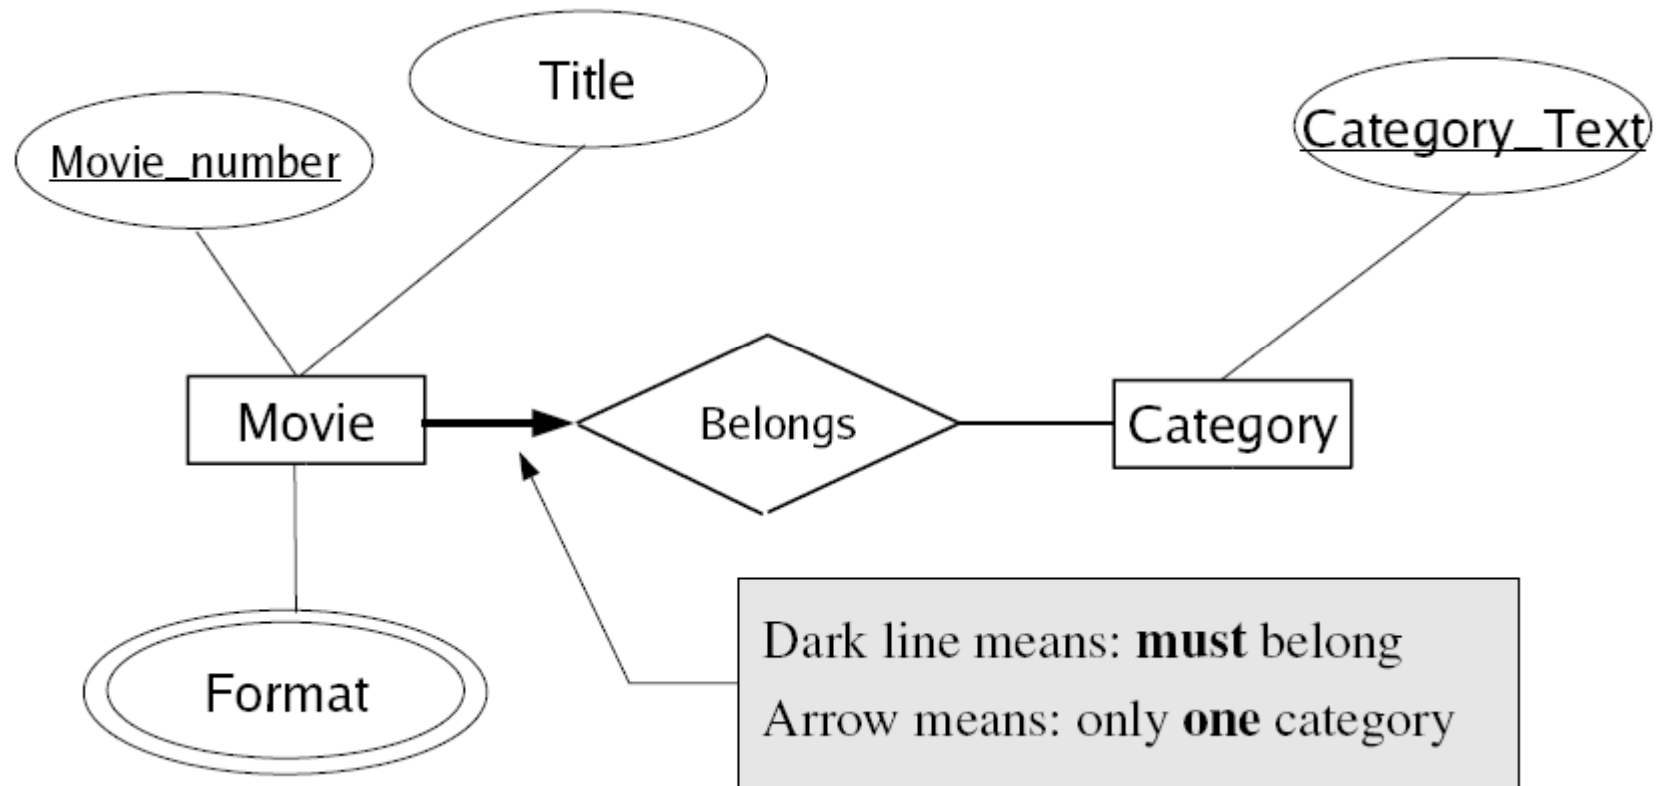 Title
Category_Text
Movie_number
Movie
Belongs
Category
Format
Dark line means: must belong
Arrow means: only one category